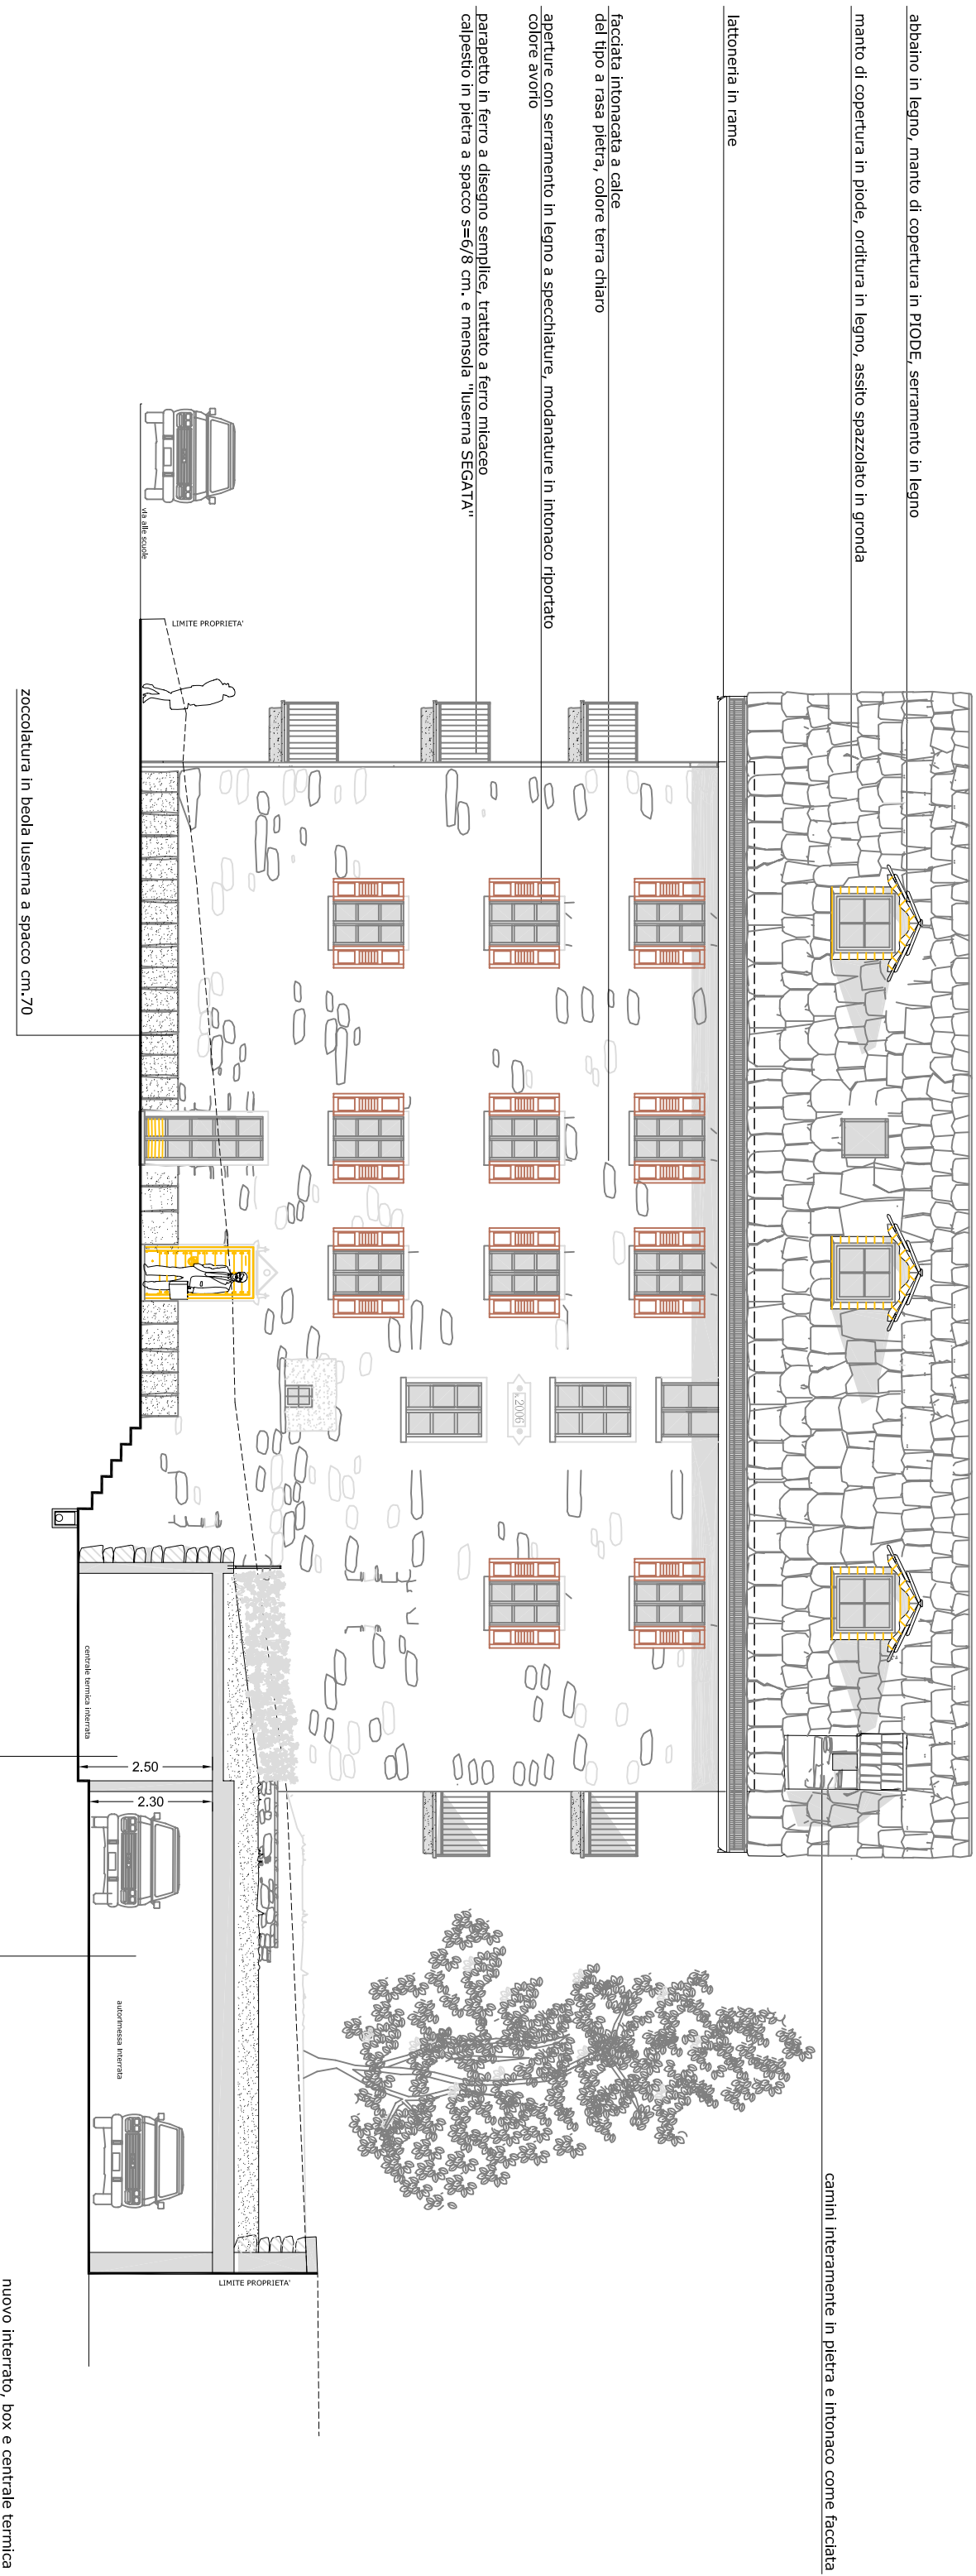 abbaino in legno, manto di copertura in PIODE, serramento in legno
manto di copertura in piode, orditura in legno, assito spazzolato in gronda
camini interamente in pietra e intonaco come facciata
lattoneria in rame
facciata intonacata a calce
del tipo a rasa pietra, colore terra chiaro
aperture con serramento in legno a specchiature, modanature in intonaco riportato
colore avorio
2006
parapetto in ferro a disegno semplice, trattato a ferro micaceo
calpestio in pietra a spacco s=6/8 cm. e mensola "luserna SEGATA"
LIMITE PROPRIETA'
LIMITE PROPRIETA'
via alle scuole
2.50
2.30
autorimessa interrata
centrale termica interrata
zoccolatura in beola luserna a spacco cm.70
nuovo interrato, box e centrale termica